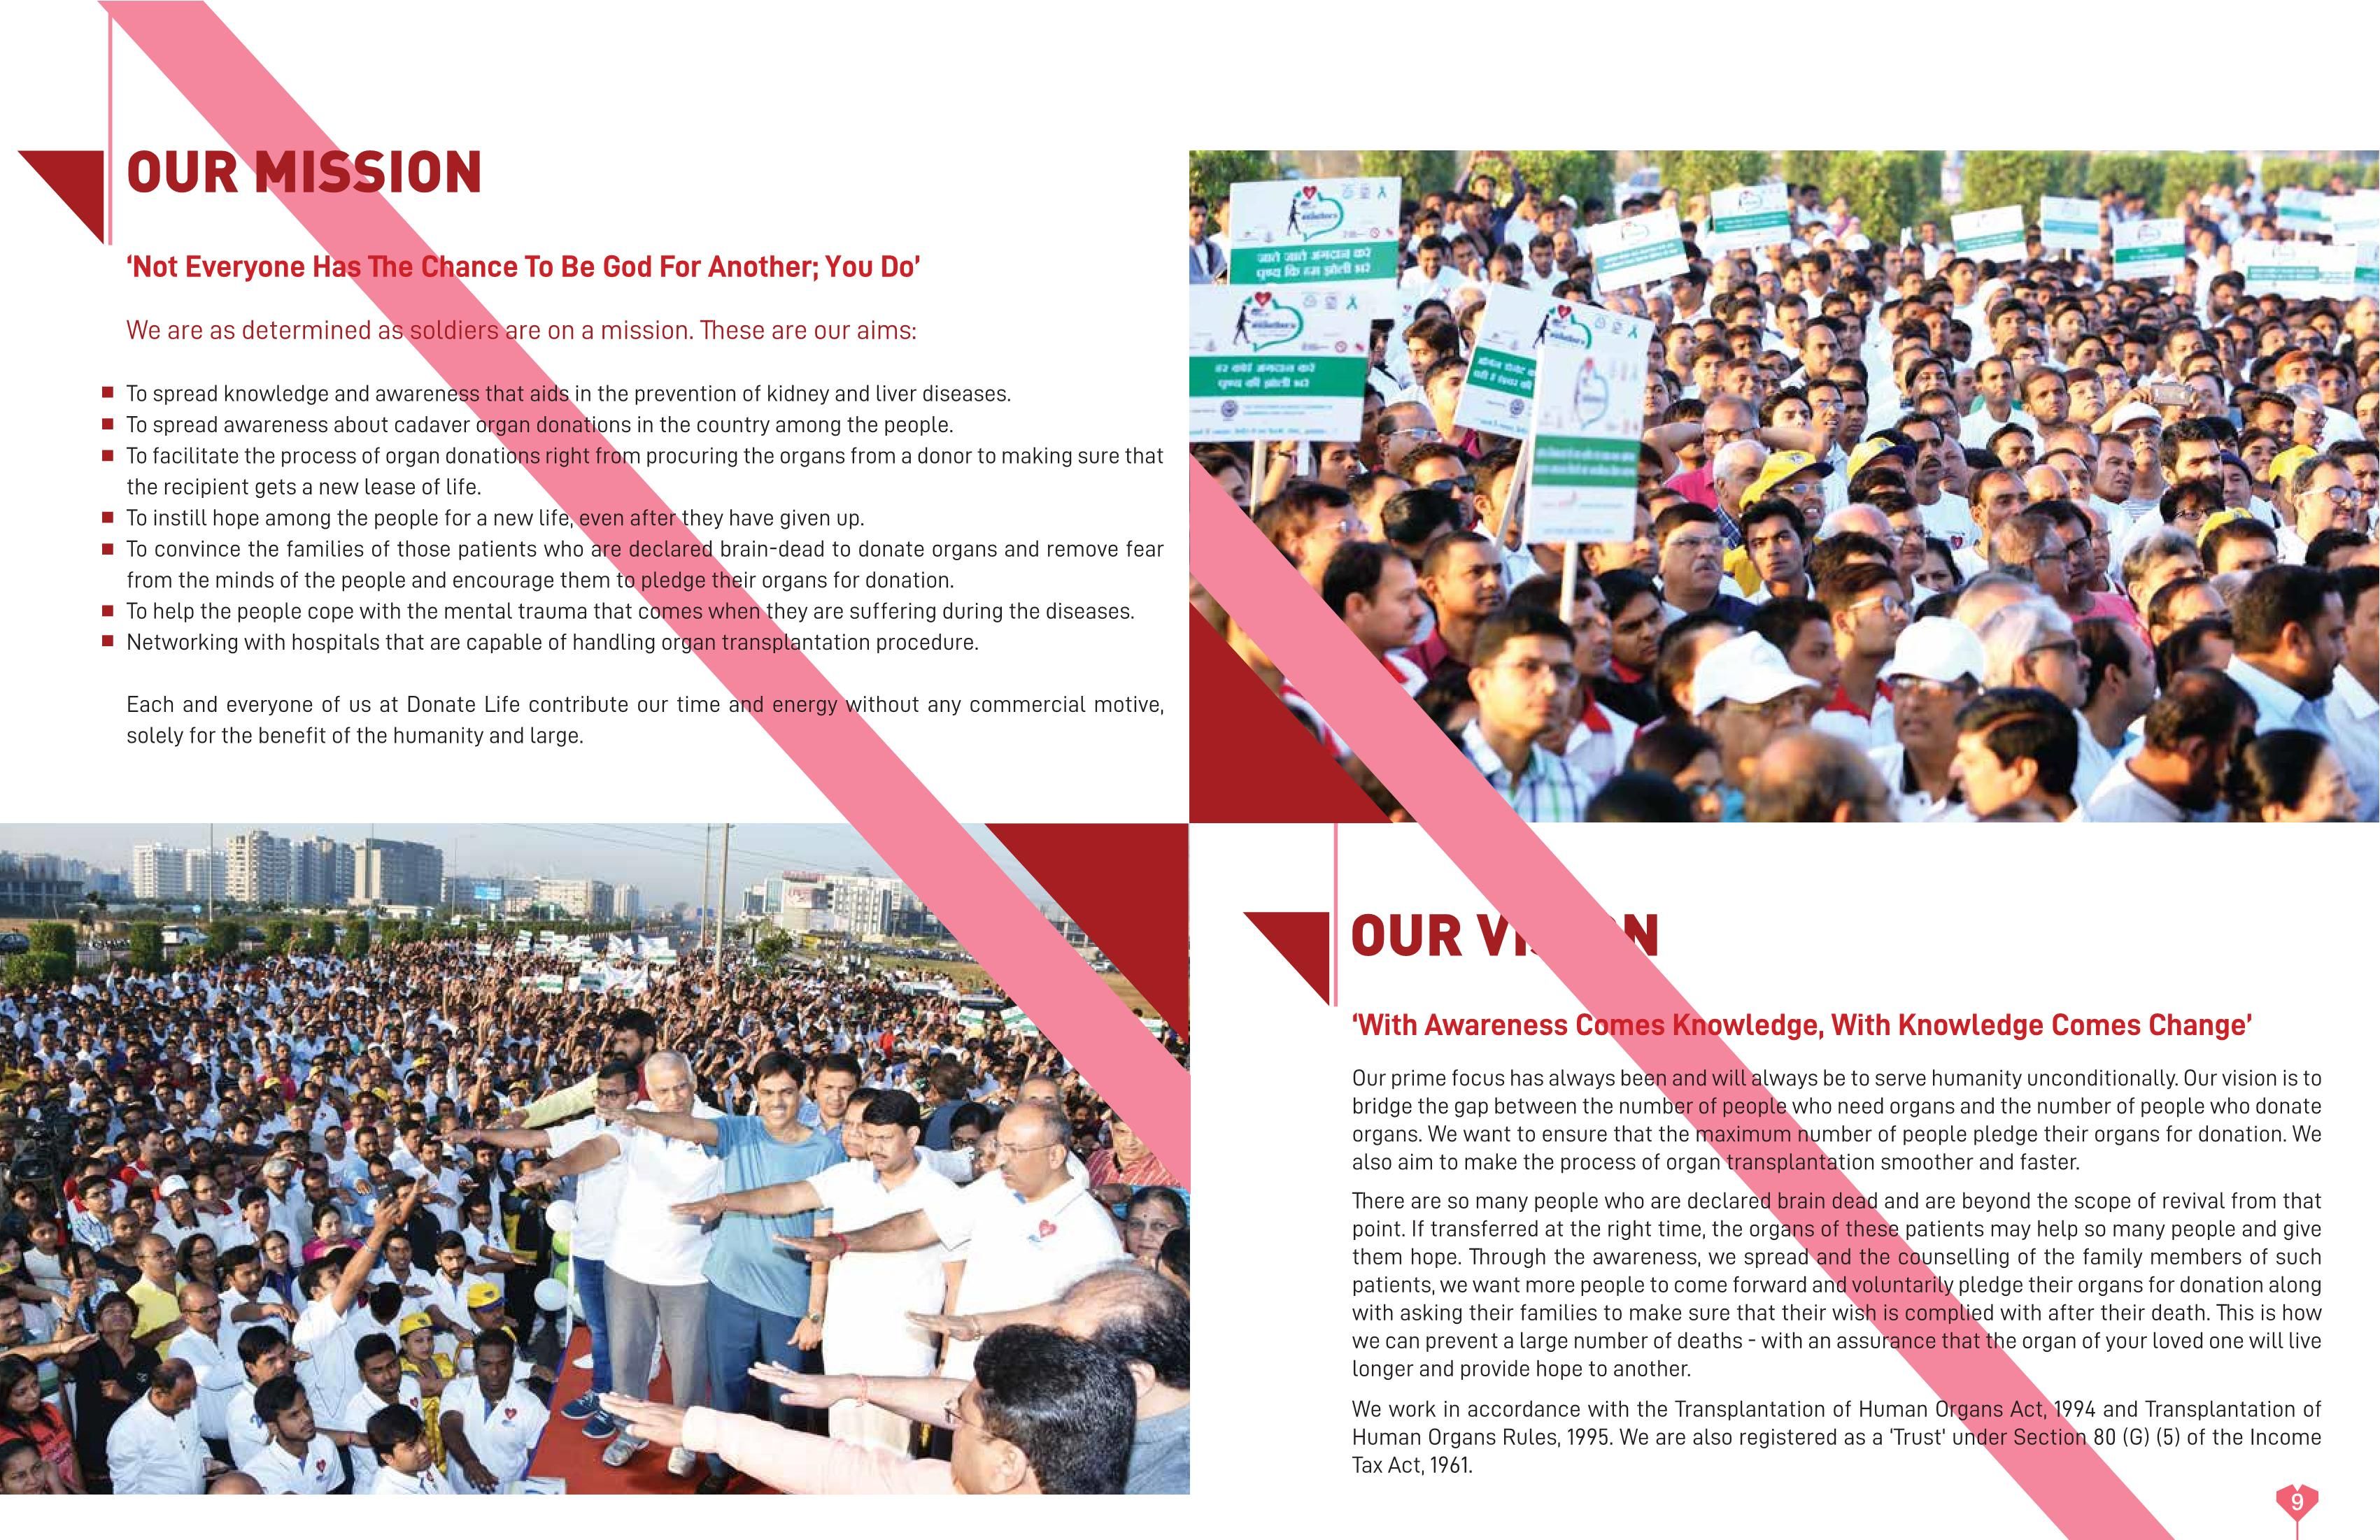 OUR MISSION
‘Not Everyone Has The Chance To Be God For Another; You Do’
We are as determined as soldiers are on a mission. These are our aims:
To spread knowledge and awareness that aids in the prevention of kidney and liver diseases.
To spread awareness about cadaver organ donations in the country among the people.
To facilitate the process of organ donations right from procuring the organs from a donor to making sure that
the recipient gets a new lease of life.
To instill hope among the people for a new life, even after they have given up.
To convince the families of those patients who are declared brain-dead to donate organs and remove fear
from the minds of the people and encourage them to pledge their organs for donation.
To help the people cope with the mental trauma that comes when they are suffering during the diseases.
Networking with hospitals that are capable of handling organ transplantation procedure.
Each and everyone of us at Donate Life contribute our time and energy without any commercial motive,
solely for the benefit of the humanity and large.
जाते जाते अंगदान करे
पूण्य कि हम झोली भरे
हर कोई अंगदान करे
पूण्य की झोली भरे
OUR VISION
‘With Awareness Comes Knowledge, With Knowledge Comes Change’
Our prime focus has always been and will always be to serve humanity unconditionally. Our vision is to
bridge the gap between the number of people who need organs and the number of people who donate
organs. We want to ensure that the maximum number of people pledge their organs for donation. We
also aim to make the process of organ transplantation smoother and faster.
There are so many people who are declared brain dead and are beyond the scope of revival from that
point. If transferred at the right time, the organs of these patients may help so many people and give
them hope. Through the awareness, we spread and the counselling of the family members of such
patients, we want more people to come forward and voluntarily pledge their organs for donation along
with asking their families to make sure that their wish is complied with after their death. This is how
we can prevent a large number of deaths - with an assurance that the organ of your loved one will live
longer and provide hope to another.
We work in accordance with the Transplantation of Human Organs Act, 1994 and Transplantation of
Human Organs Rules, 1995. We are also registered as a 'Trust' under Section 80 (G) (5) of the Income
Tax Act, 1961.
9